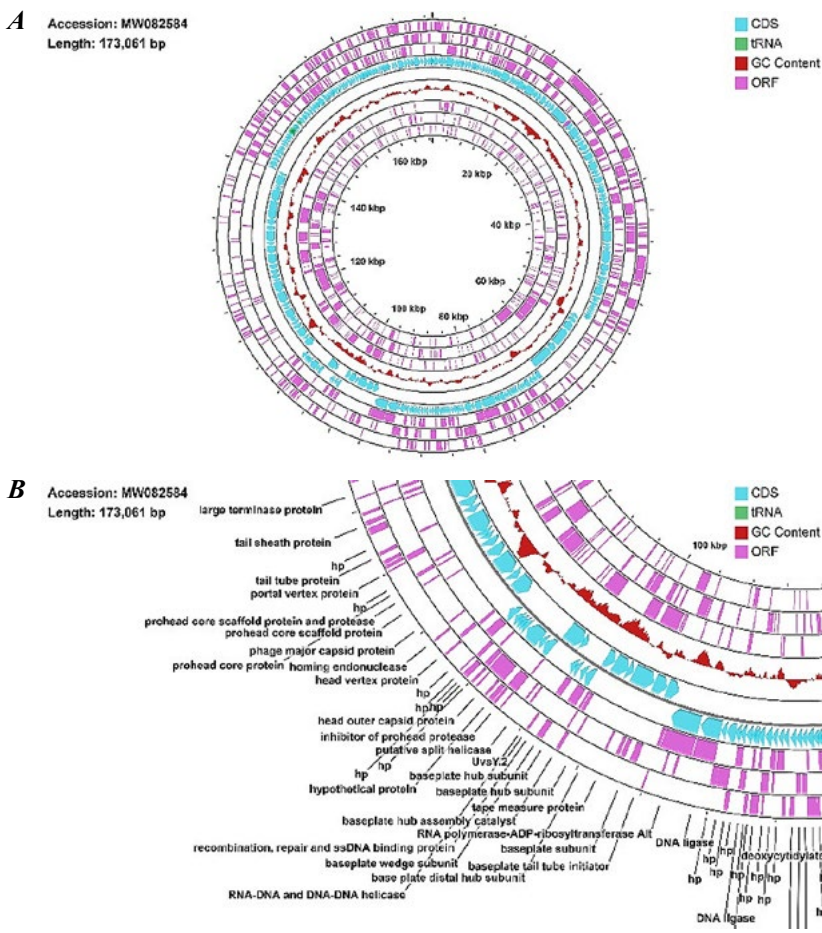 A
Accession: MW082584
Length: 173,061 bp
CDS
tRNA
GC Content
ORF
160 kbp
20 kbp
140 kbp
40 kbp
120 kbp
60 kbp
100 kbp
80 kbp
B
Accession: MW082584
Length: 173,061 bp
CDS
tRNA
GC Content
ORF
100 kbp
large terminase protein
tail sheath protein
hp
tail tube protein
portal vertex protein
hp
prohead core scaffold protein and protease
prohead core scaffold protein
phage major capsid protein
prohead core protein
homing endonuclease
head vertex protein
hp
hp
hp
head outer capsid protein
inhibitor of prohead protease
putative split helicase
UvsY.2
hp
hp
baseplate hub subunit
hypothetical protein
baseplate hub subunit
tape measure protein
baseplate hub assembly catalyst
RNA polymerase-ADP-ribosyltransferase Alt
recombination, repair and ssDNA binding protein
baseplate subunit
baseplate wedge subunit
baseplate tail tube initiator
base plate distal hub subunit
RNA-DNA and DNA-DNA helicase
DNA ligase
hp
hp
hp
hp
hp
deoxycytidylate
hp
hp
hp
hp
hp
hp
DNA ligase